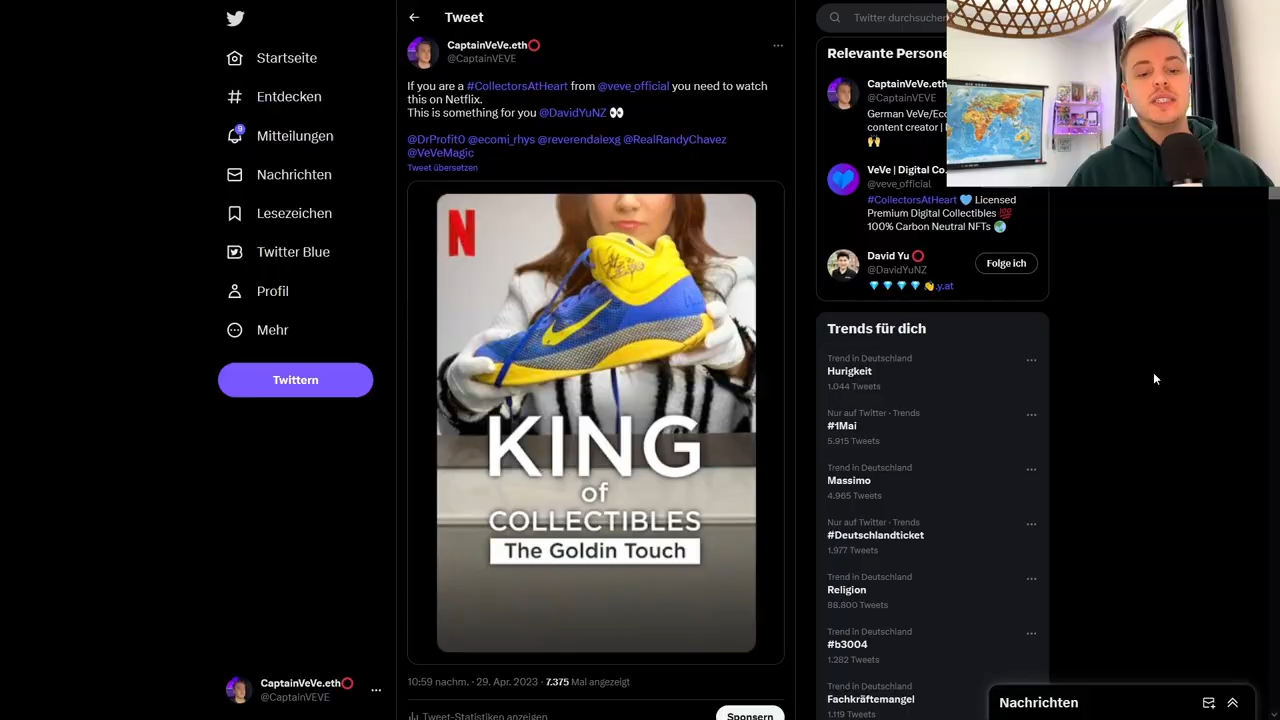 Startseite
Entdecken
9
Mitteilungen
Nachrichten
Lesezeichen
Twitter Blue
Profil
Mehr
Twittern
CaptainVeVe.eth
@CaptainVEVE
Tweet
CaptainVeVe.eth
@CaptainVEVE
If you are a #CollectorsAtHeart from @veve_official you need to watch
this on Netflix.
This is something for you @DavidYuNZ 👀
@DrProfit0 @ecomi_rhys @reverendalexg @RealRandyChavez
@VeVeMagic
Tweet übersetzen
N
KING
of
COLLECTIBLES
The Goldin Touch
10:59 nachm. · 29. Apr. 2023 · 7.375 Mal angezeigt
Tweet-Statistiken anzeigen
Sponsern
Twitter durchsuchen
Relevante Persone
CaptainVeVe.eth
@CaptainVEVE
German VeVe/Eco
content creator |
🙌
VeVe | Digital Co
@veve_official
#CollectorsAtHeart 💙 Licensed
Premium Digital Collectibles 💯
100% Carbon Neutral NFTs 🌏
David Yu ⭕
@DavidYuNZ
💎 💎 💎 💎 👋.y.at
Folge ich
Trends für dich
Trend in Deutschland
Hurigkeit
1.044 Tweets
Nur auf Twitter · Trends
#1Mai
5.915 Tweets
Trend in Deutschland
Massimo
4.965 Tweets
Nur auf Twitter · Trends
#Deutschlandticket
1.977 Tweets
Trend in Deutschland
Religion
88.800 Tweets
Trend in Deutschland
#b3004
1.282 Tweets
Trend in Deutschland
Fachkräftemangel
1.119 Tweets
Nachrichten